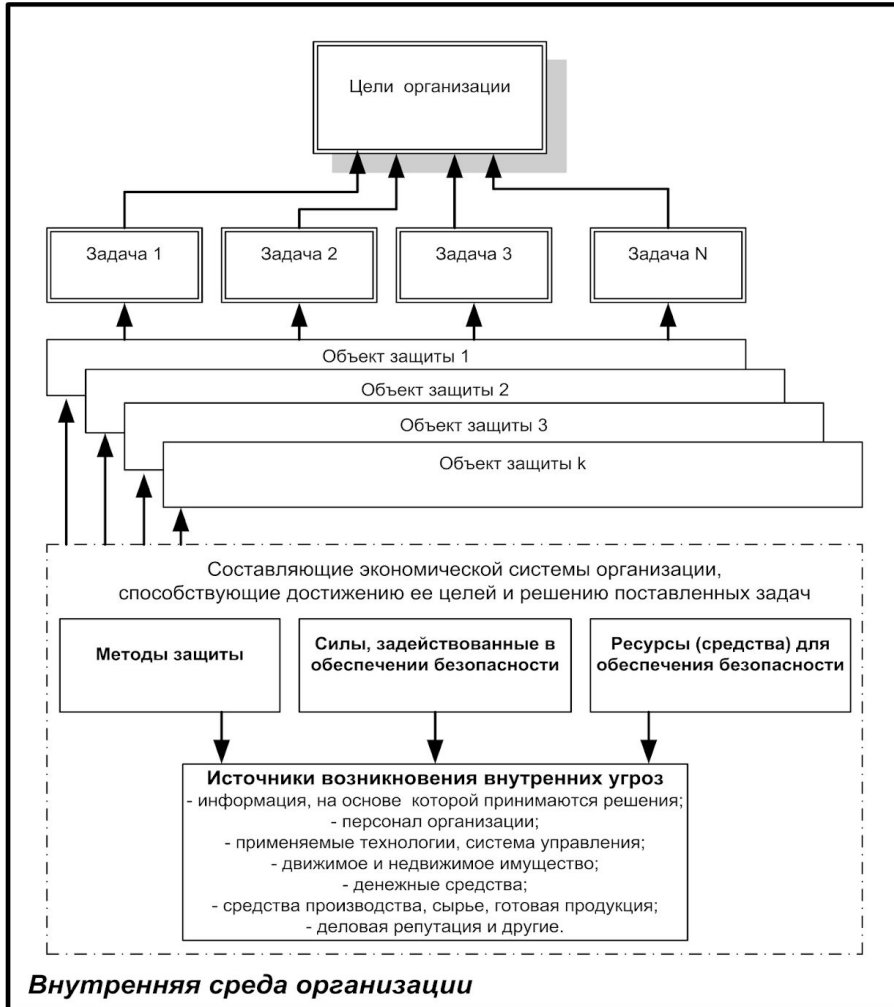 Цели организации
Задача 1
Задача 2
Задача 3
Задача N
Объект защиты 1
Объект защиты 2
Объект защиты 3
Объект защиты k
Составляющие экономической системы организации,
способствующие достижению ее целей и решению поставленных задач
Методы защиты
Силы, задействованные в
обеспечении безопасности
Ресурсы (средства) для
обеспечения безопасности
Источники возникновения внутренних угроз
- информация, на основе которой принимаются решения;
- персонал организации;
- применяемые технологии, система управления;
- движимое и недвижимое имущество;
- денежные средства;
- средства производства, сырье, готовая продукция;
- деловая репутация и другие.
Внутренняя среда организации